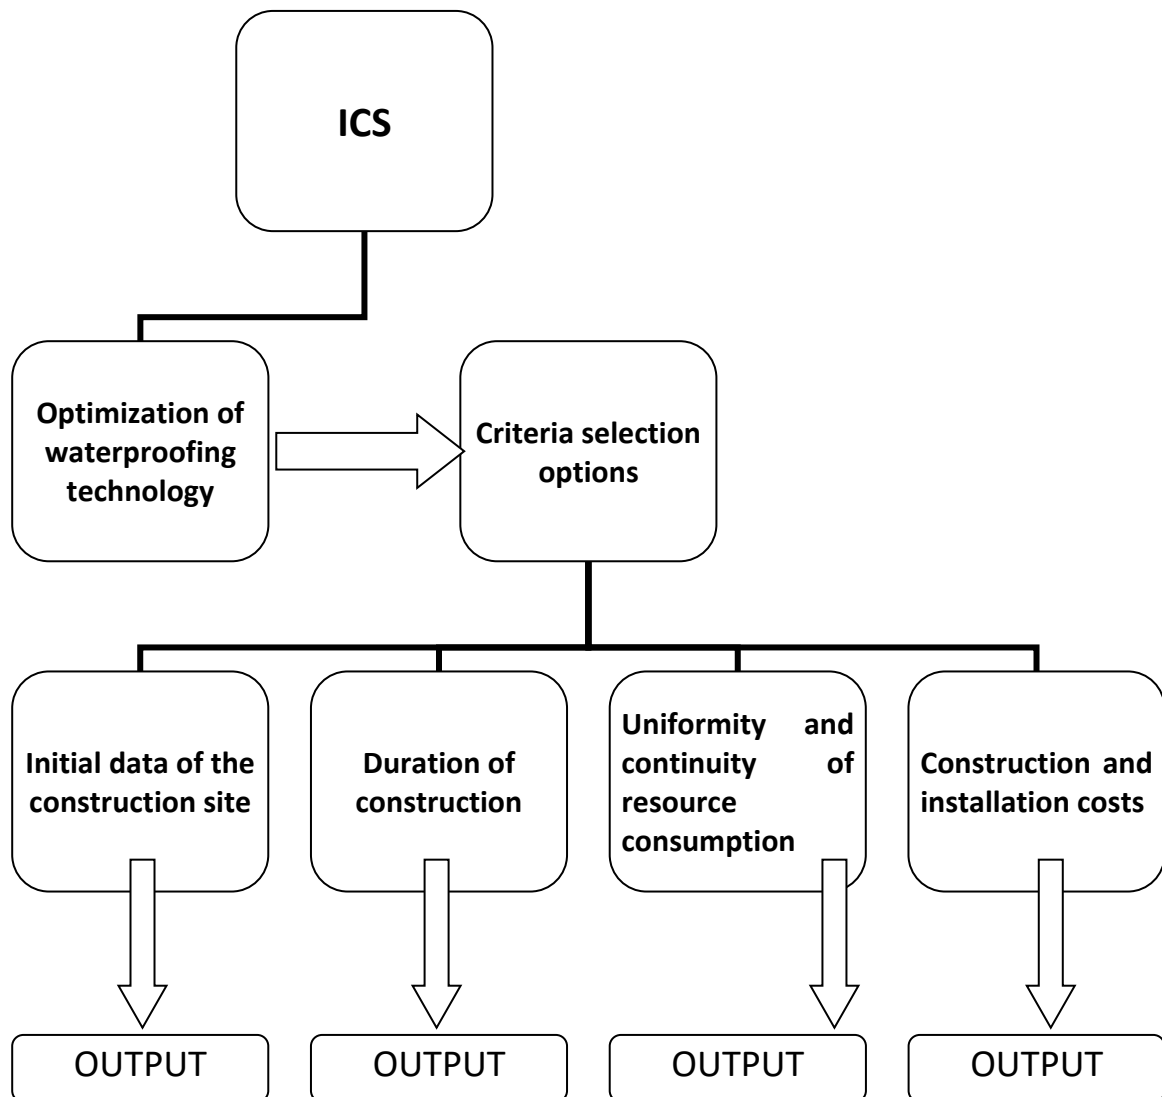 ICS
Optimization of
waterproofing
technology
Criteria selection
options
Initial data of the
construction site
Duration of
construction
Uniformity and
continuity of
resource
consumption
Construction and
installation costs
OUTPUT
OUTPUT
OUTPUT
OUTPUT